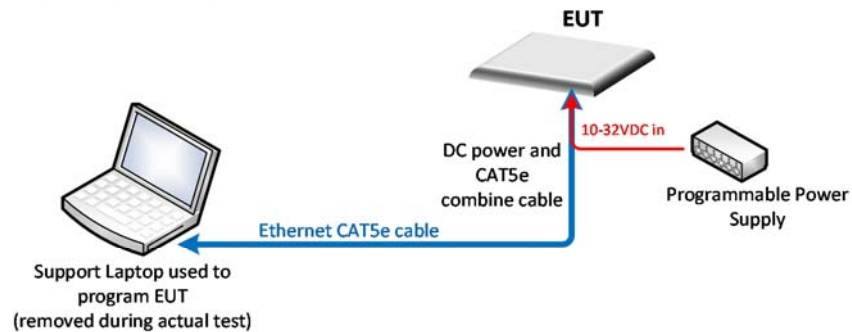 EUT
10-32VDC in
DC power and
CAT5e
combine cable
Programmable Power
Supply
Ethernet CAT5e cable
Support Laptop used to
program EUT
(removed during actual test)